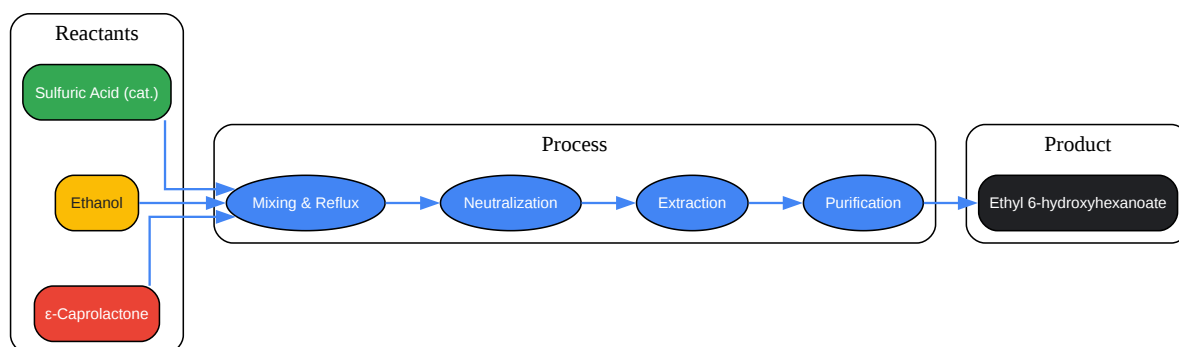 Reactants
Sulfuric Acid (cat.)
Ethanol
ε-Caprolactone
Process
Mixing & Reflux
Neutralization
Extraction
Purification
Product
Ethyl 6-hydroxyhexanoate